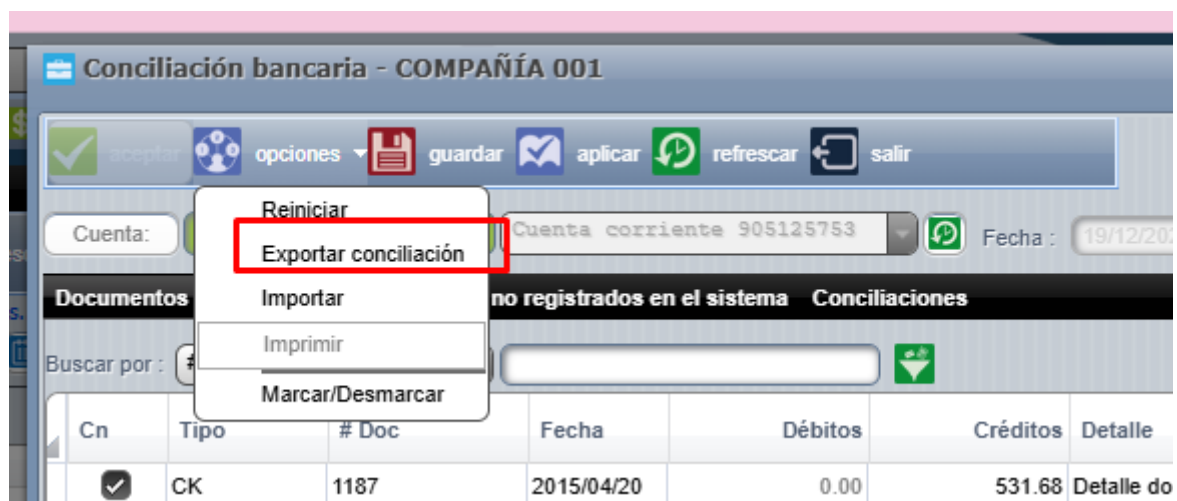 Conciliación bancaria - COMPAÑÍA 001
aceptar opciones guardar aplicar refrescar salir
Reiniciar
Cuenta: Cuenta corriente 905125753 Fecha : 19/12/202
Exportar conciliación
Documentos no registrados en el sistema Conciliaciones
Importar
Imprimir
Buscar por : #
Marcar/Desmarcar
Cn Tipo # Doc Fecha Débitos Créditos Detalle
CK 1187 2015/04/20 0.00 531.68 Detalle do